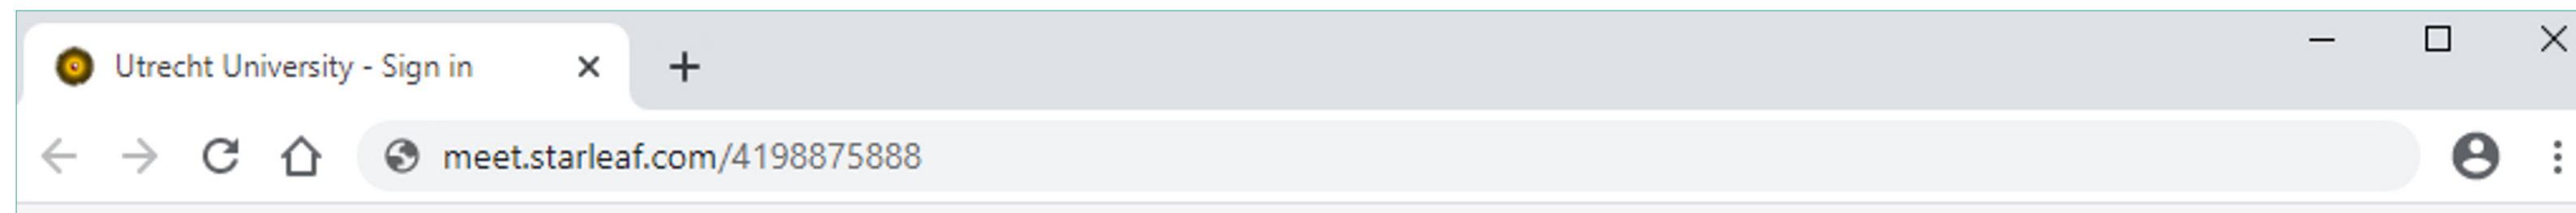 Utrecht University - Sign in
meet.starleaf.com/4198875888